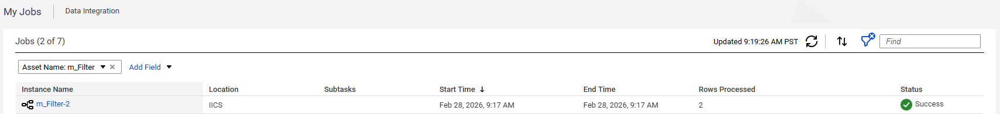 My Jobs Data Integration
Jobs (2 of 7) Updated 9:19:26 AM PST Find
Asset Name: m_Filter Add Field
Instance Name Location Subtasks Start Time End Time Rows Processed Status
m_Filter-2 IICS Feb 28, 2026, 9:17 AM Feb 28, 2026, 9:17 AM 2 Success